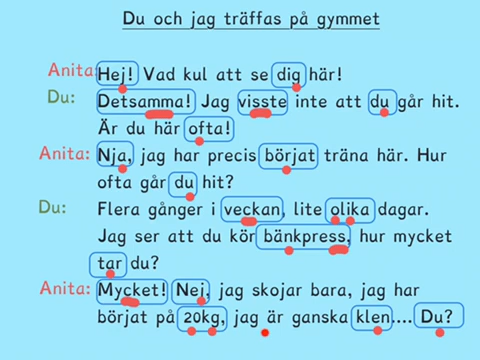 Du och jag träffas på gymmet
Anita: Hej! Vad kul att se dig här!
Du: Detsamma! Jag visste inte att du går hit.
Är du här ofta!
Anita: Nja, jag har precis börjat träna här. Hur
ofta går du hit?
Du: Flera gånger i veckan, lite olika dagar.
Jag ser att du kör bänkpress, hur mycket
tar du?
Anita: Mycket! Nej, jag skojar bara, jag har
börjat på 20kg, jag är ganska klen.... Du?